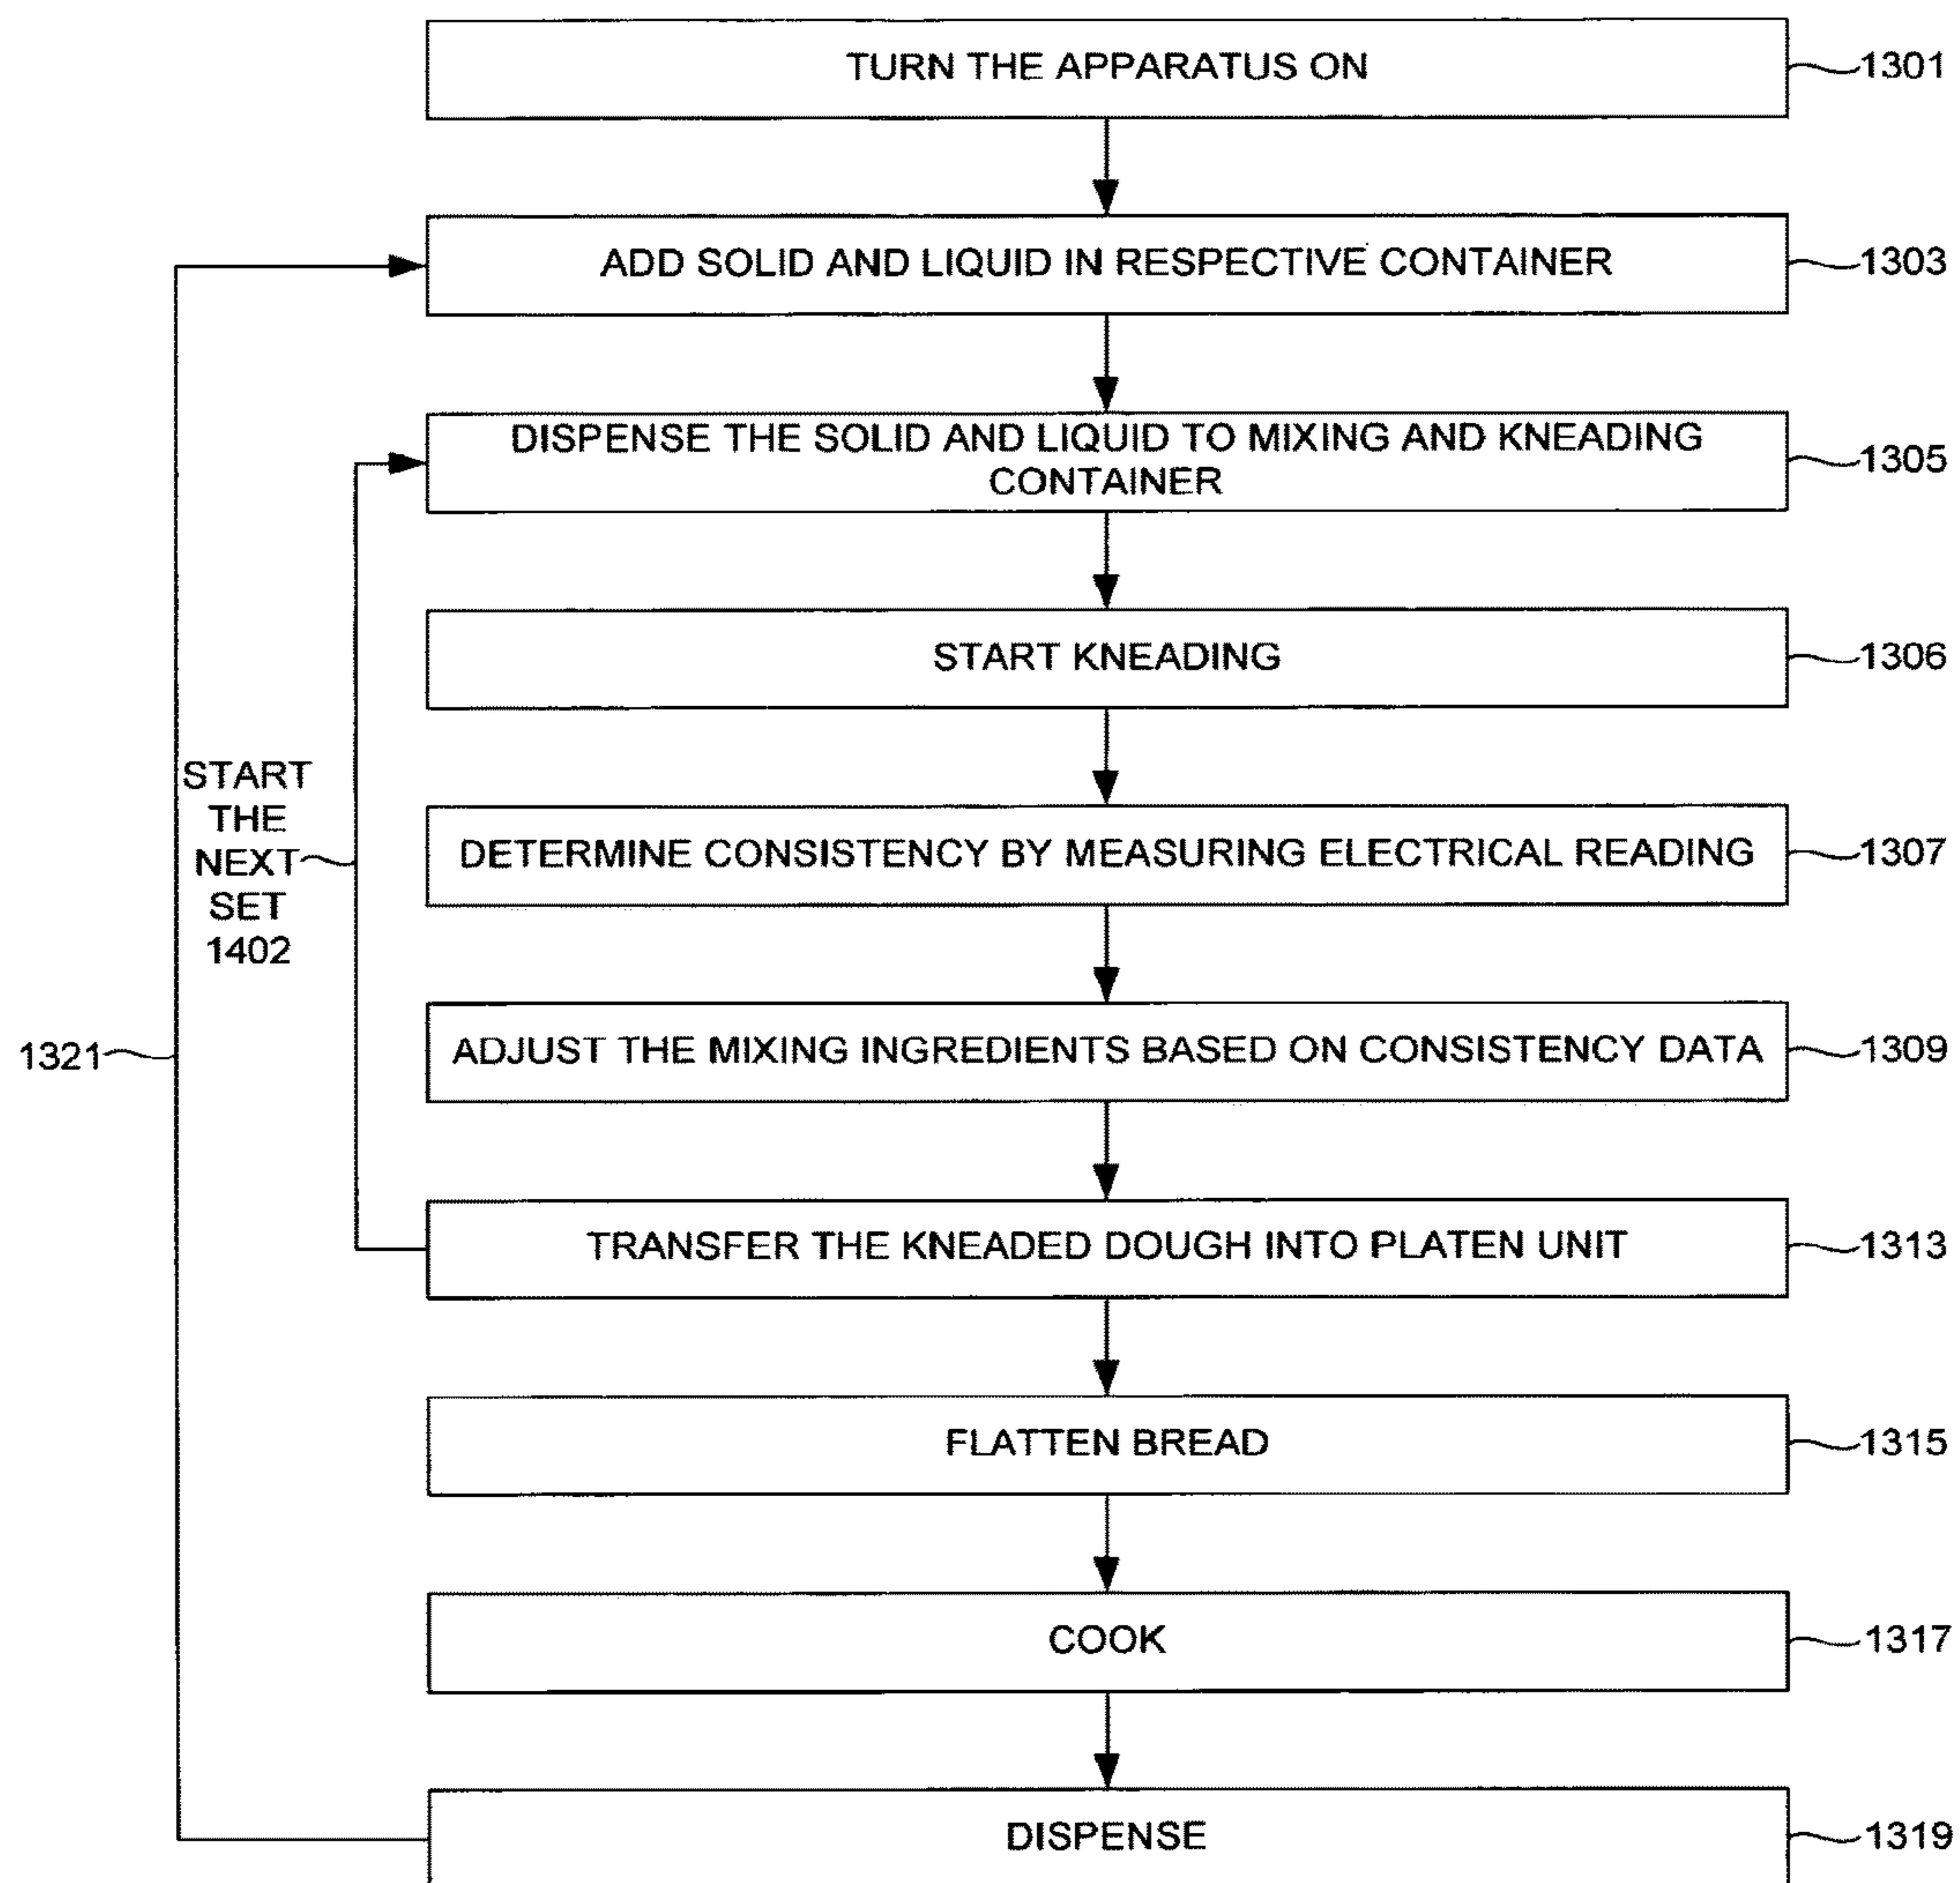 TURN THE APPARATUS ON
1301
ADD SOLID AND LIQUID IN RESPECTIVE CONTAINER
1303
DISPENSE THE SOLID AND LIQUID TO MIXING AND KNEADING
CONTAINER
1305
START KNEADING
1306
START
THE
NEXT
SET
1402
DETERMINE CONSISTENCY BY MEASURING ELECTRICAL READING
1307
1321
ADJUST THE MIXING INGREDIENTS BASED ON CONSISTENCY DATA
1309
TRANSFER THE KNEADED DOUGH INTO PLATEN UNIT
1313
FLATTEN BREAD
1315
COOK
1317
DISPENSE
1319